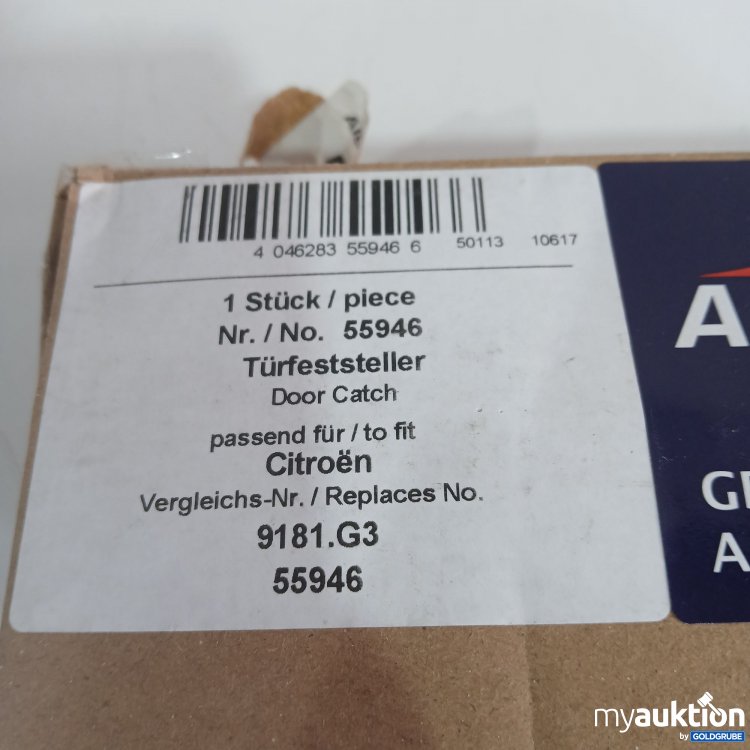 4 046283 55946 6 50113 10617
1 Stück / piece
Nr. / No. 55946
Türfeststeller
Door Catch
passend für / to fit
Citroën
Vergleichs-Nr. / Replaces No.
9181.G3
55946
myauktion
by GOLDGRUBE